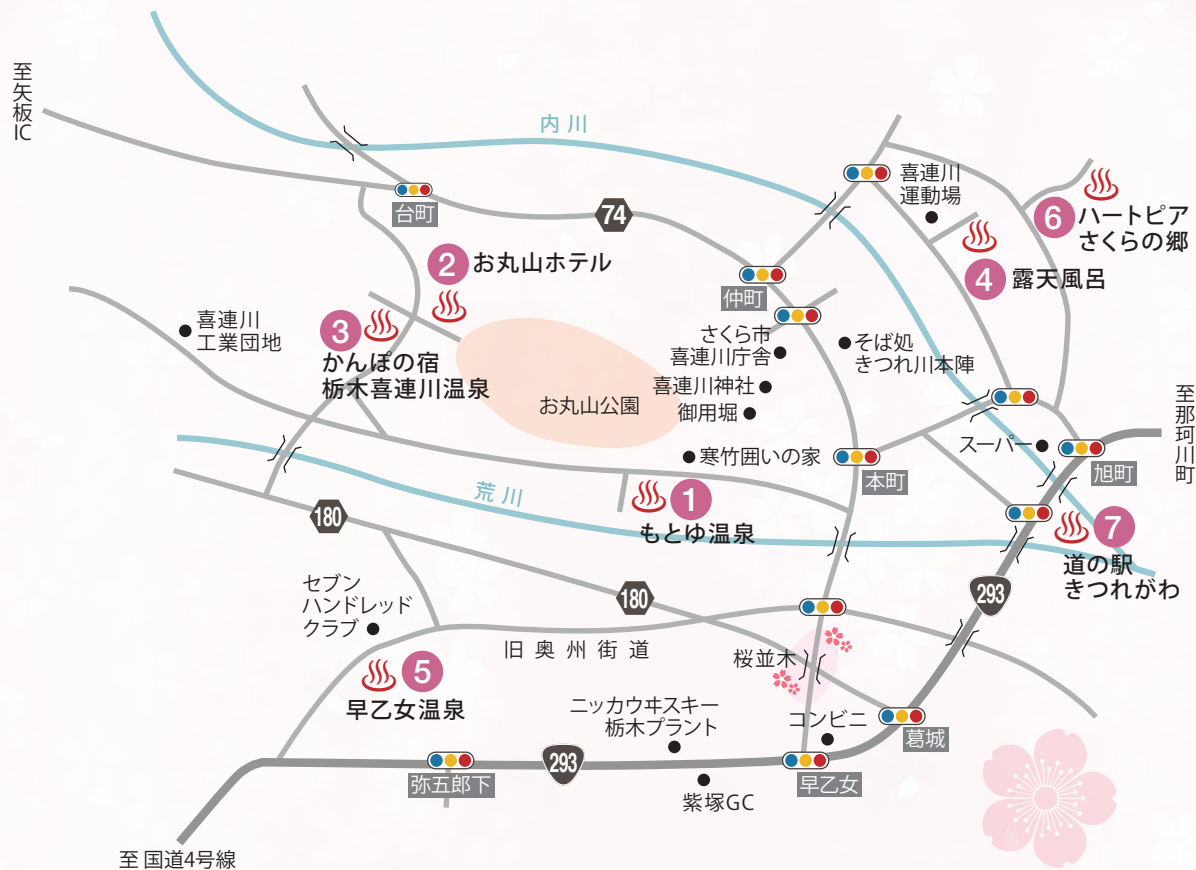 至矢板IC
内川
台町
74
喜連川
運動場
6
ハートピア
さくらの郷
2
お丸山ホテル
4
露天風呂
仲町
喜連川
工業団地
3
かんぽの宿
栃木喜連川温泉
さくら市
喜連川庁舎
そば処
きつれ川本陣
喜連川神社
お丸山公園
御用堀
至那珂川町
スーパー
旭町
寒竹囲いの家
本町
荒川
1
もとゆ温泉
180
7
道の駅
きつれがわ
セブン
ハンドレッド
クラブ
180
293
旧奥州街道
桜並木
5
早乙女温泉
ニッカウヰスキー
栃木プラント
コンビニ
葛城
弥五郎下
293
早乙女
紫塚GC
至国道4号線